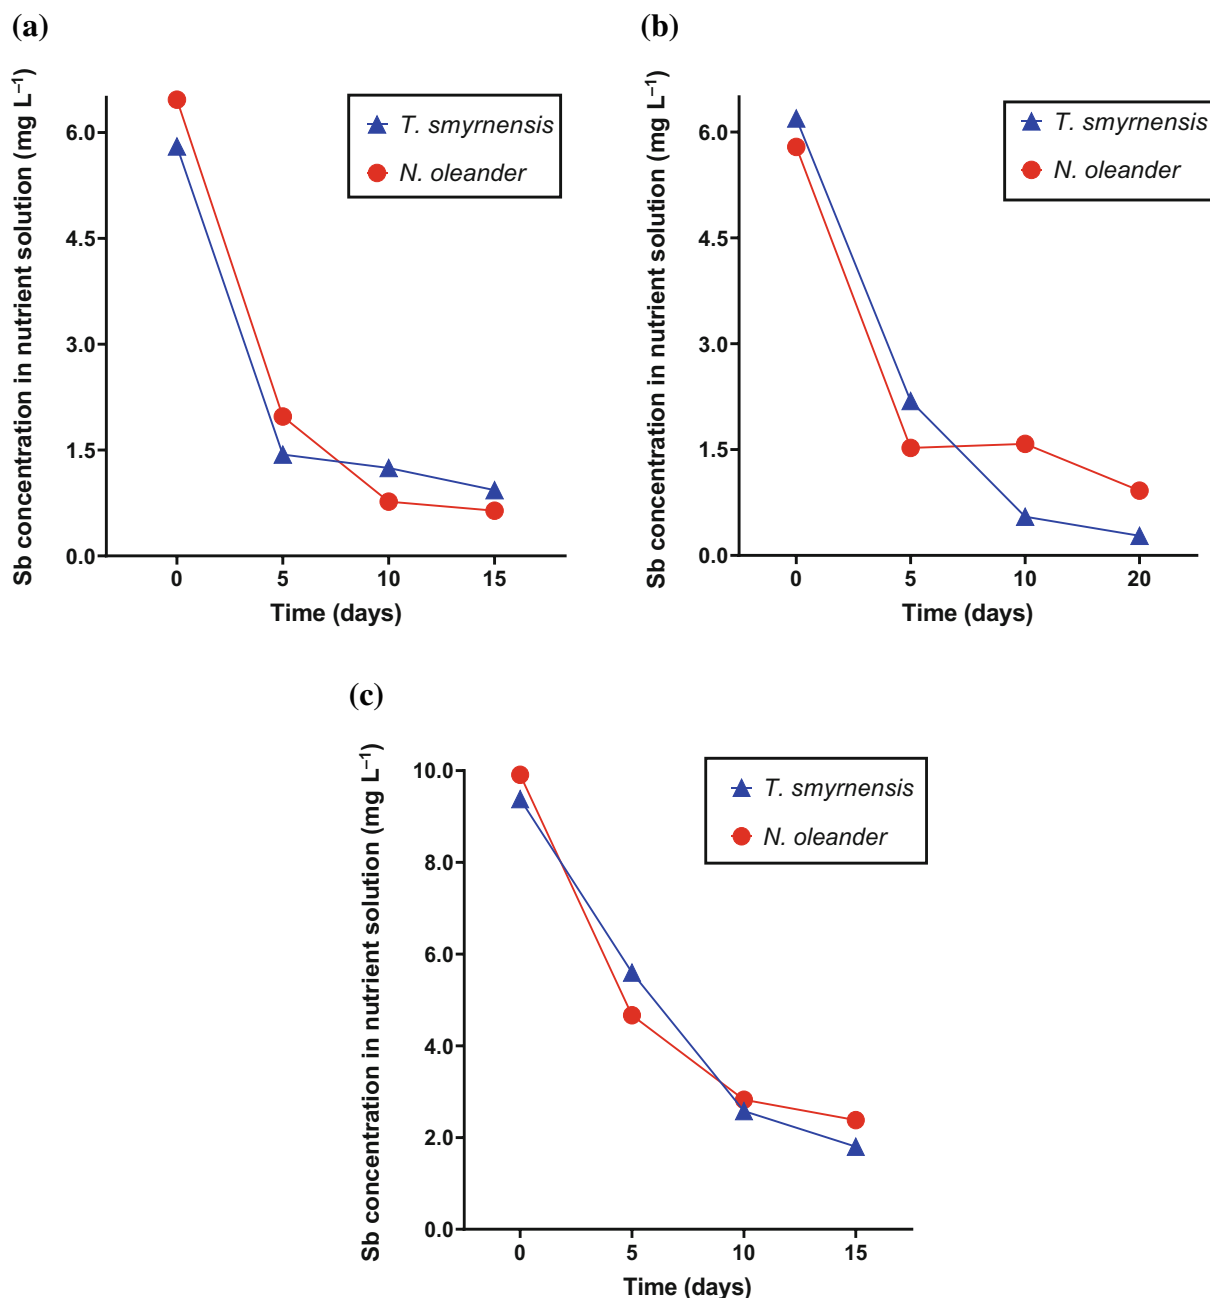 (a)
Sb concentration in nutrient solution (mg L⁻¹)
6.0
4.5
3.0
1.5
0.0
0 5 10 15
Time (days)
T. smyrnensis
N. oleander
(b)
Sb concentration in nutrient solution (mg L⁻¹)
6.0
4.5
3.0
1.5
0.0
0 5 10 20
Time (days)
T. smyrnensis
N. oleander
(c)
Sb concentration in nutrient solution (mg L⁻¹)
10.0
8.0
6.0
4.0
2.0
0.0
0 5 10 15
Time (days)
T. smyrnensis
N. oleander